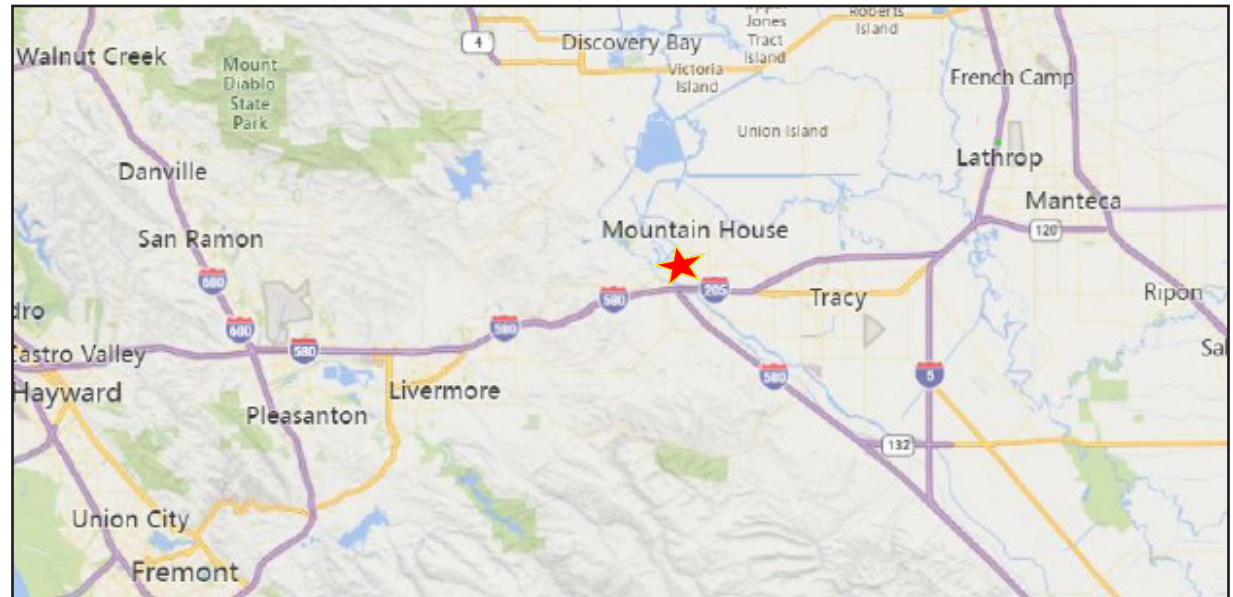 Jones
Tract
Island
Roberts
Island
4
Discovery Bay
Walnut Creek
Mount
Diablo
State
Park
Victoria
Island
French Camp
Union Island
Lathrop
Danville
Manteca
Mountain House
120
San Ramon
680
205
580
Tracy
Ripon
dro
680
580
580
Sal
Castro Valley
Hayward
Livermore
580
5
Pleasanton
132
Union City
Fremont